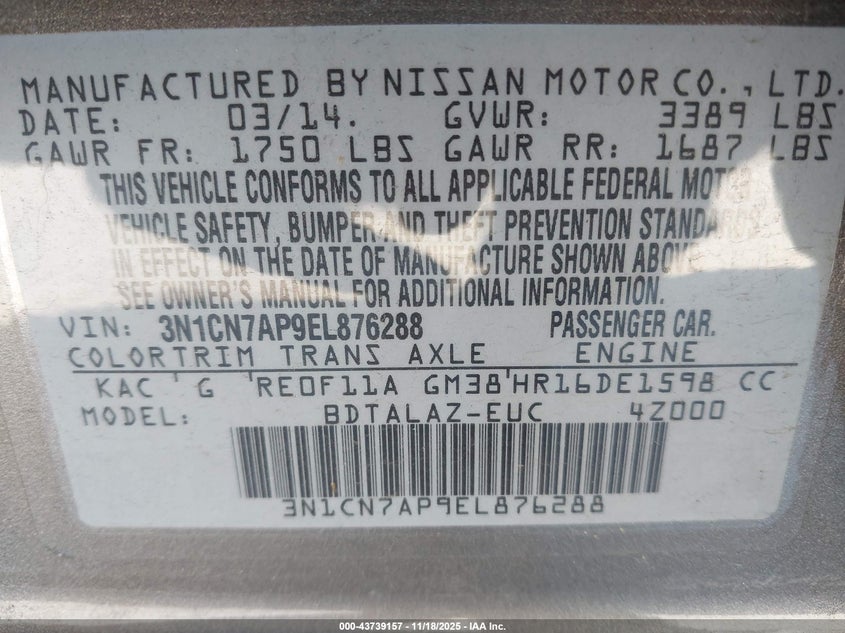 MANUFACTURED BY NISSAN MOTOR CO., LTD.
DATE: 03/14. GVWR: 3389 LBS
GAWR FR: 1750 LBS GAWR RR: 1687 LBS
THIS VEHICLE CONFORMS TO ALL APPLICABLE FEDERAL MOTOR
VEHICLE SAFETY, BUMPER AND THEFT PREVENTION STANDARDS
IN EFFECT ON THE DATE OF MANUFACTURE SHOWN ABOVE
SEE OWNER'S MANUAL FOR ADDITIONAL INFORMATION.
VIN: 3N1CN7AP9EL876288 PASSENGER CAR.
COLORTRIM TRANS AXLE ENGINE
KAC G RE0F11A GM38 HR16DE1598 CC
MODEL: BDTALAZ-EUC 4Z000
3N1CN7AP9EL876288
000-43739157 - 11/18/2025 - IAA Inc.